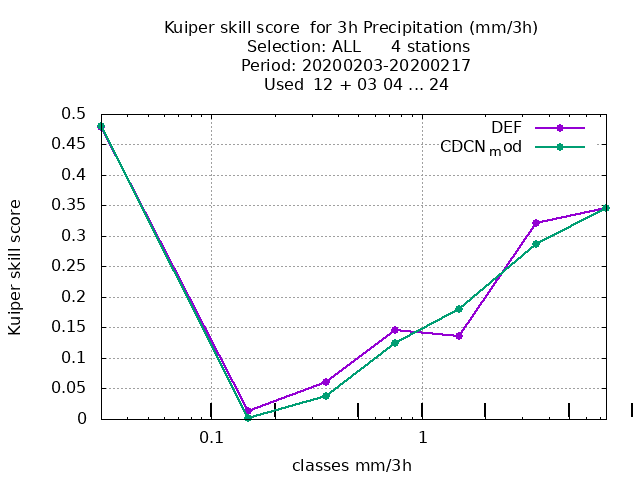 Kuiper skill score  for 3h Precipitation (mm/3h)
Selection: ALL      4 stations
Period: 20200203-20200217
Used  12 + 03 04 ... 24
0.5
0.45
0.4
0.35
0.3
0.25
0.2
0.15
0.1
0.05
0
Kuiper skill score
DEF
CDCNmod
0.1
1
classes mm/3h